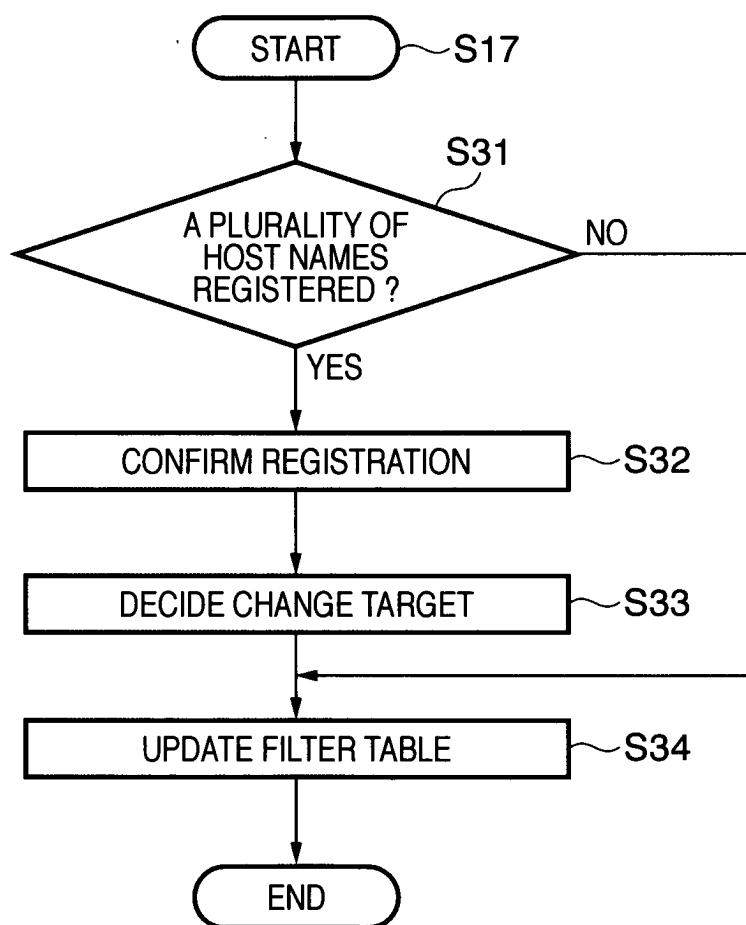 START
S17
S31
A PLURALITY OF
HOST NAMES
REGISTERED ?
NO
YES
CONFIRM REGISTRATION
S32
DECIDE CHANGE TARGET
S33
UPDATE FILTER TABLE
S34
END